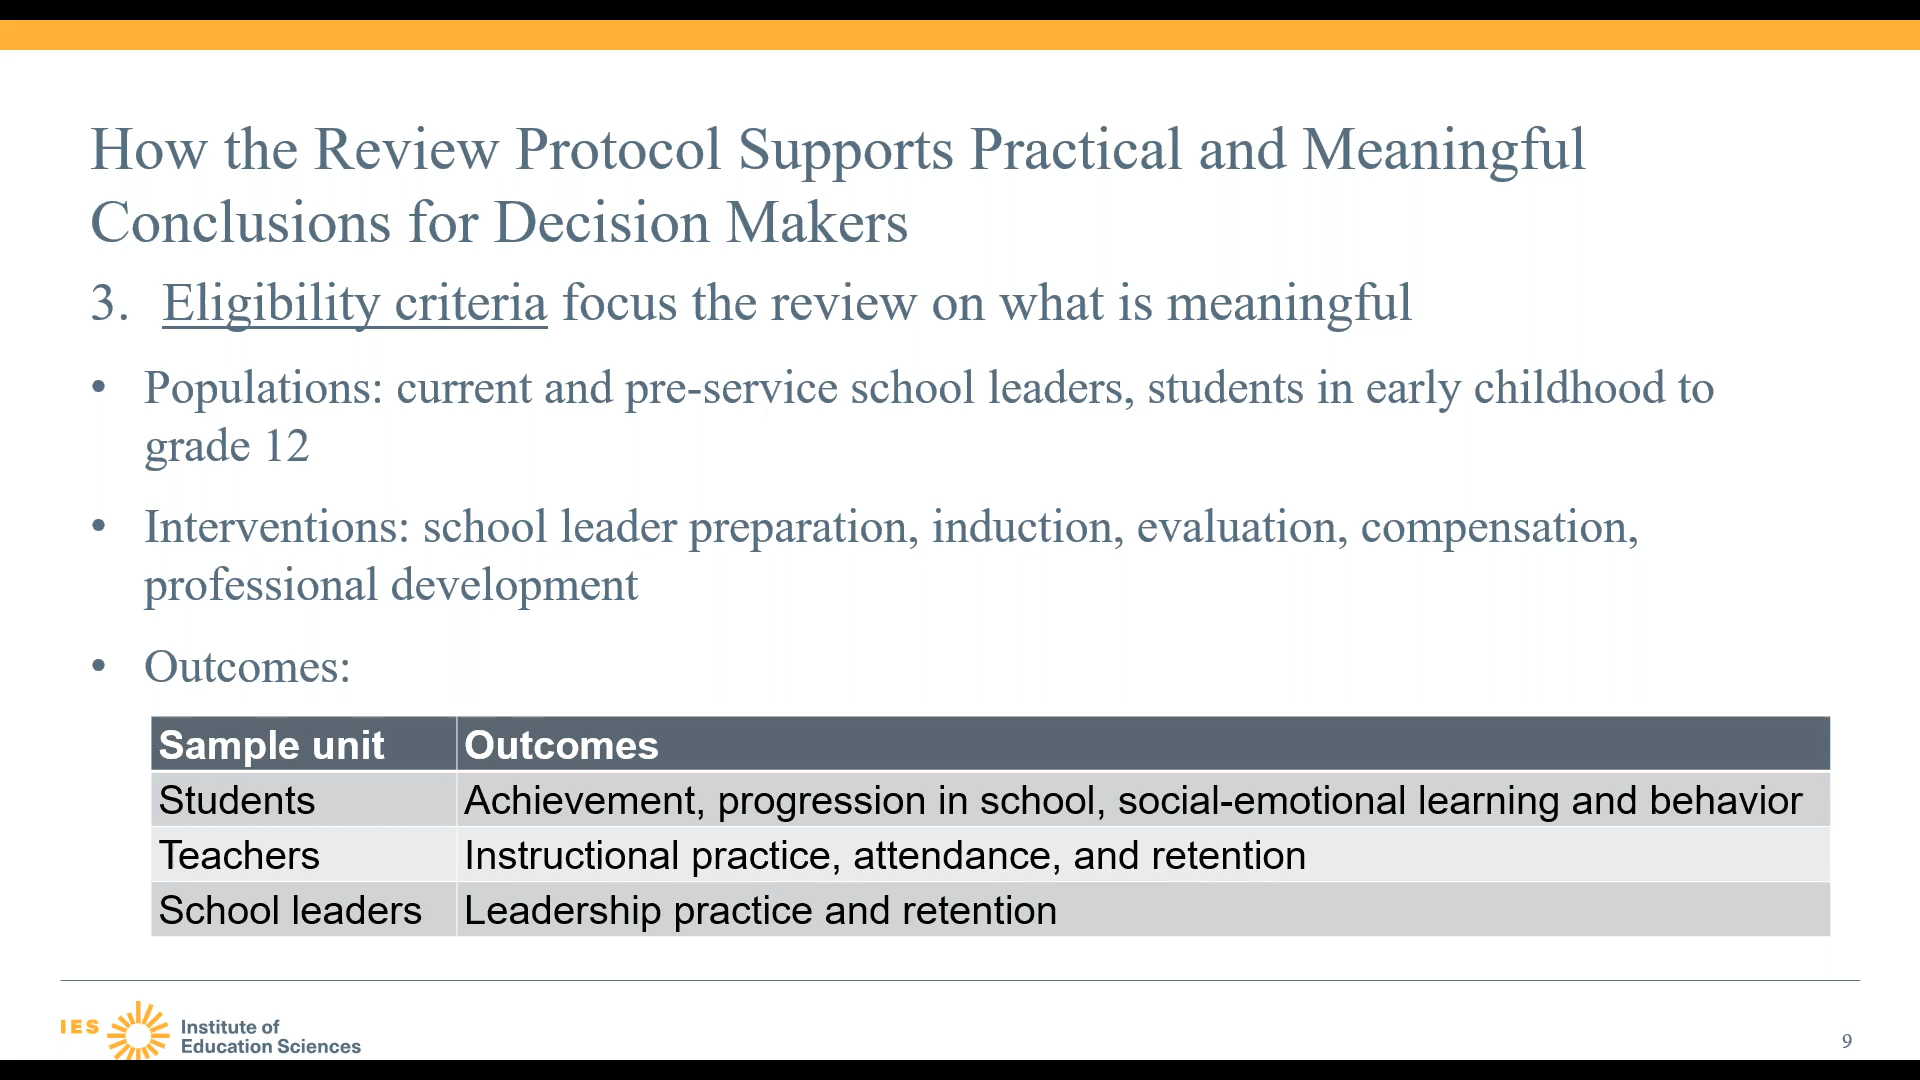 How the Review Protocol Supports Practical and Meaningful
Conclusions for Decision Makers
3. Eligibility criteria focus the review on what is meaningful
• Populations: current and pre-service school leaders, students in early childhood to
grade 12
• Interventions: school leader preparation, induction, evaluation, compensation,
professional development
• Outcomes:
Sample unit Outcomes
Students Achievement, progression in school, social-emotional learning and behavior
Teachers Instructional practice, attendance, and retention
School leaders Leadership practice and retention
IES Institute of
Education Sciences
9